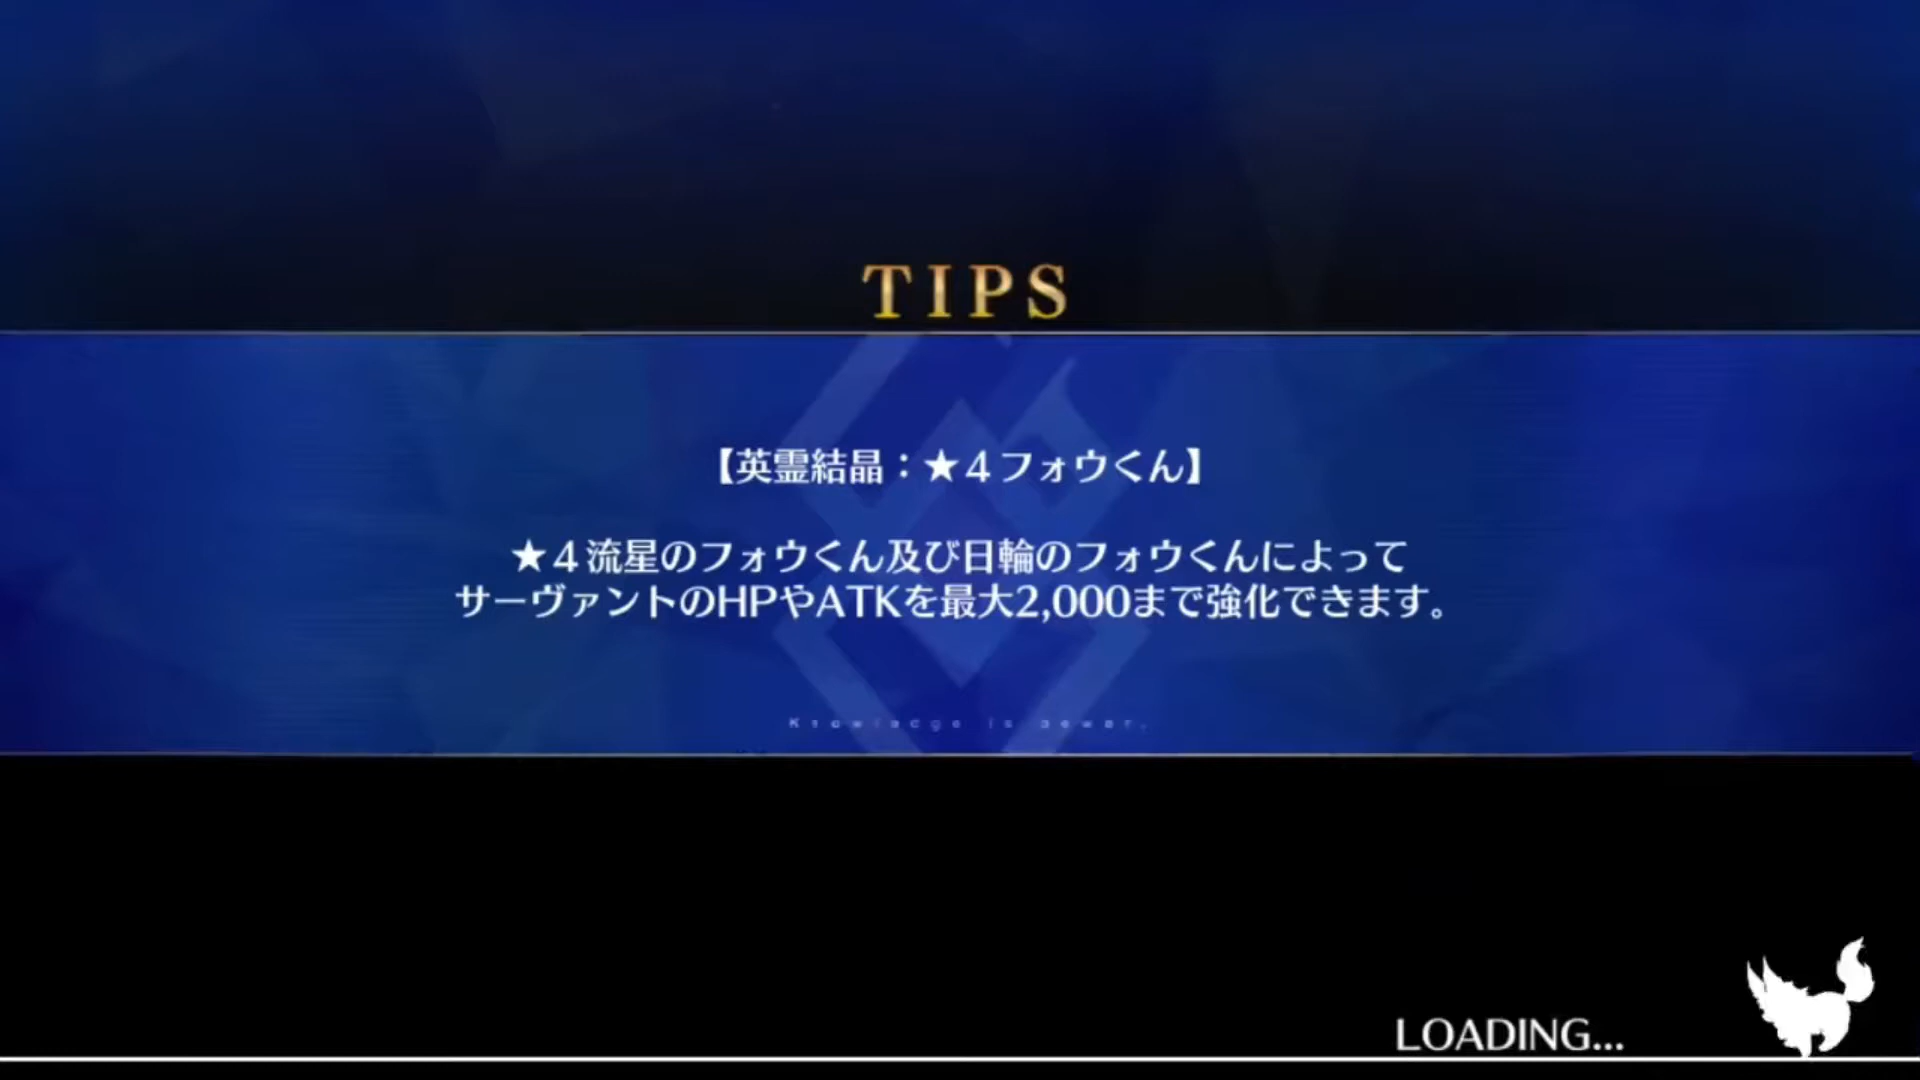 TIPS
【英霊結晶：★４フォウくん】
★４流星のフォウくん及び日輪のフォウくんによって
サーヴァントのHPやATKを最大2,000まで強化できます。
Knowledge is power.
LOADING...